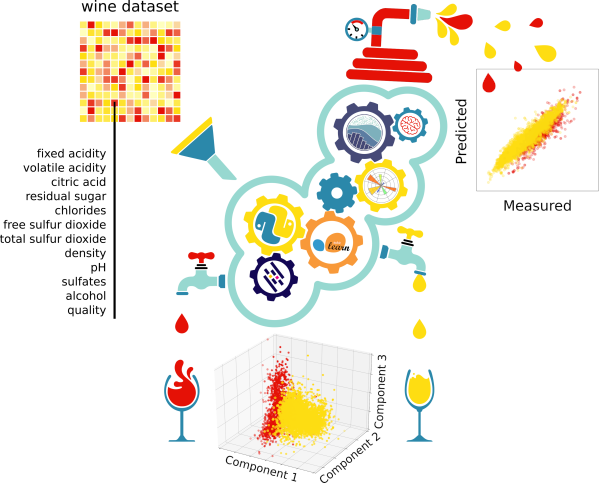 wine dataset
fixed acidity
volatile acidity
citric acid
residual sugar
chlorides
free sulfur dioxide
total sulfur dioxide
density
pH
sulfates
alcohol
quality
learn
Predicted
Measured
Component 1
Component 2
Component 3